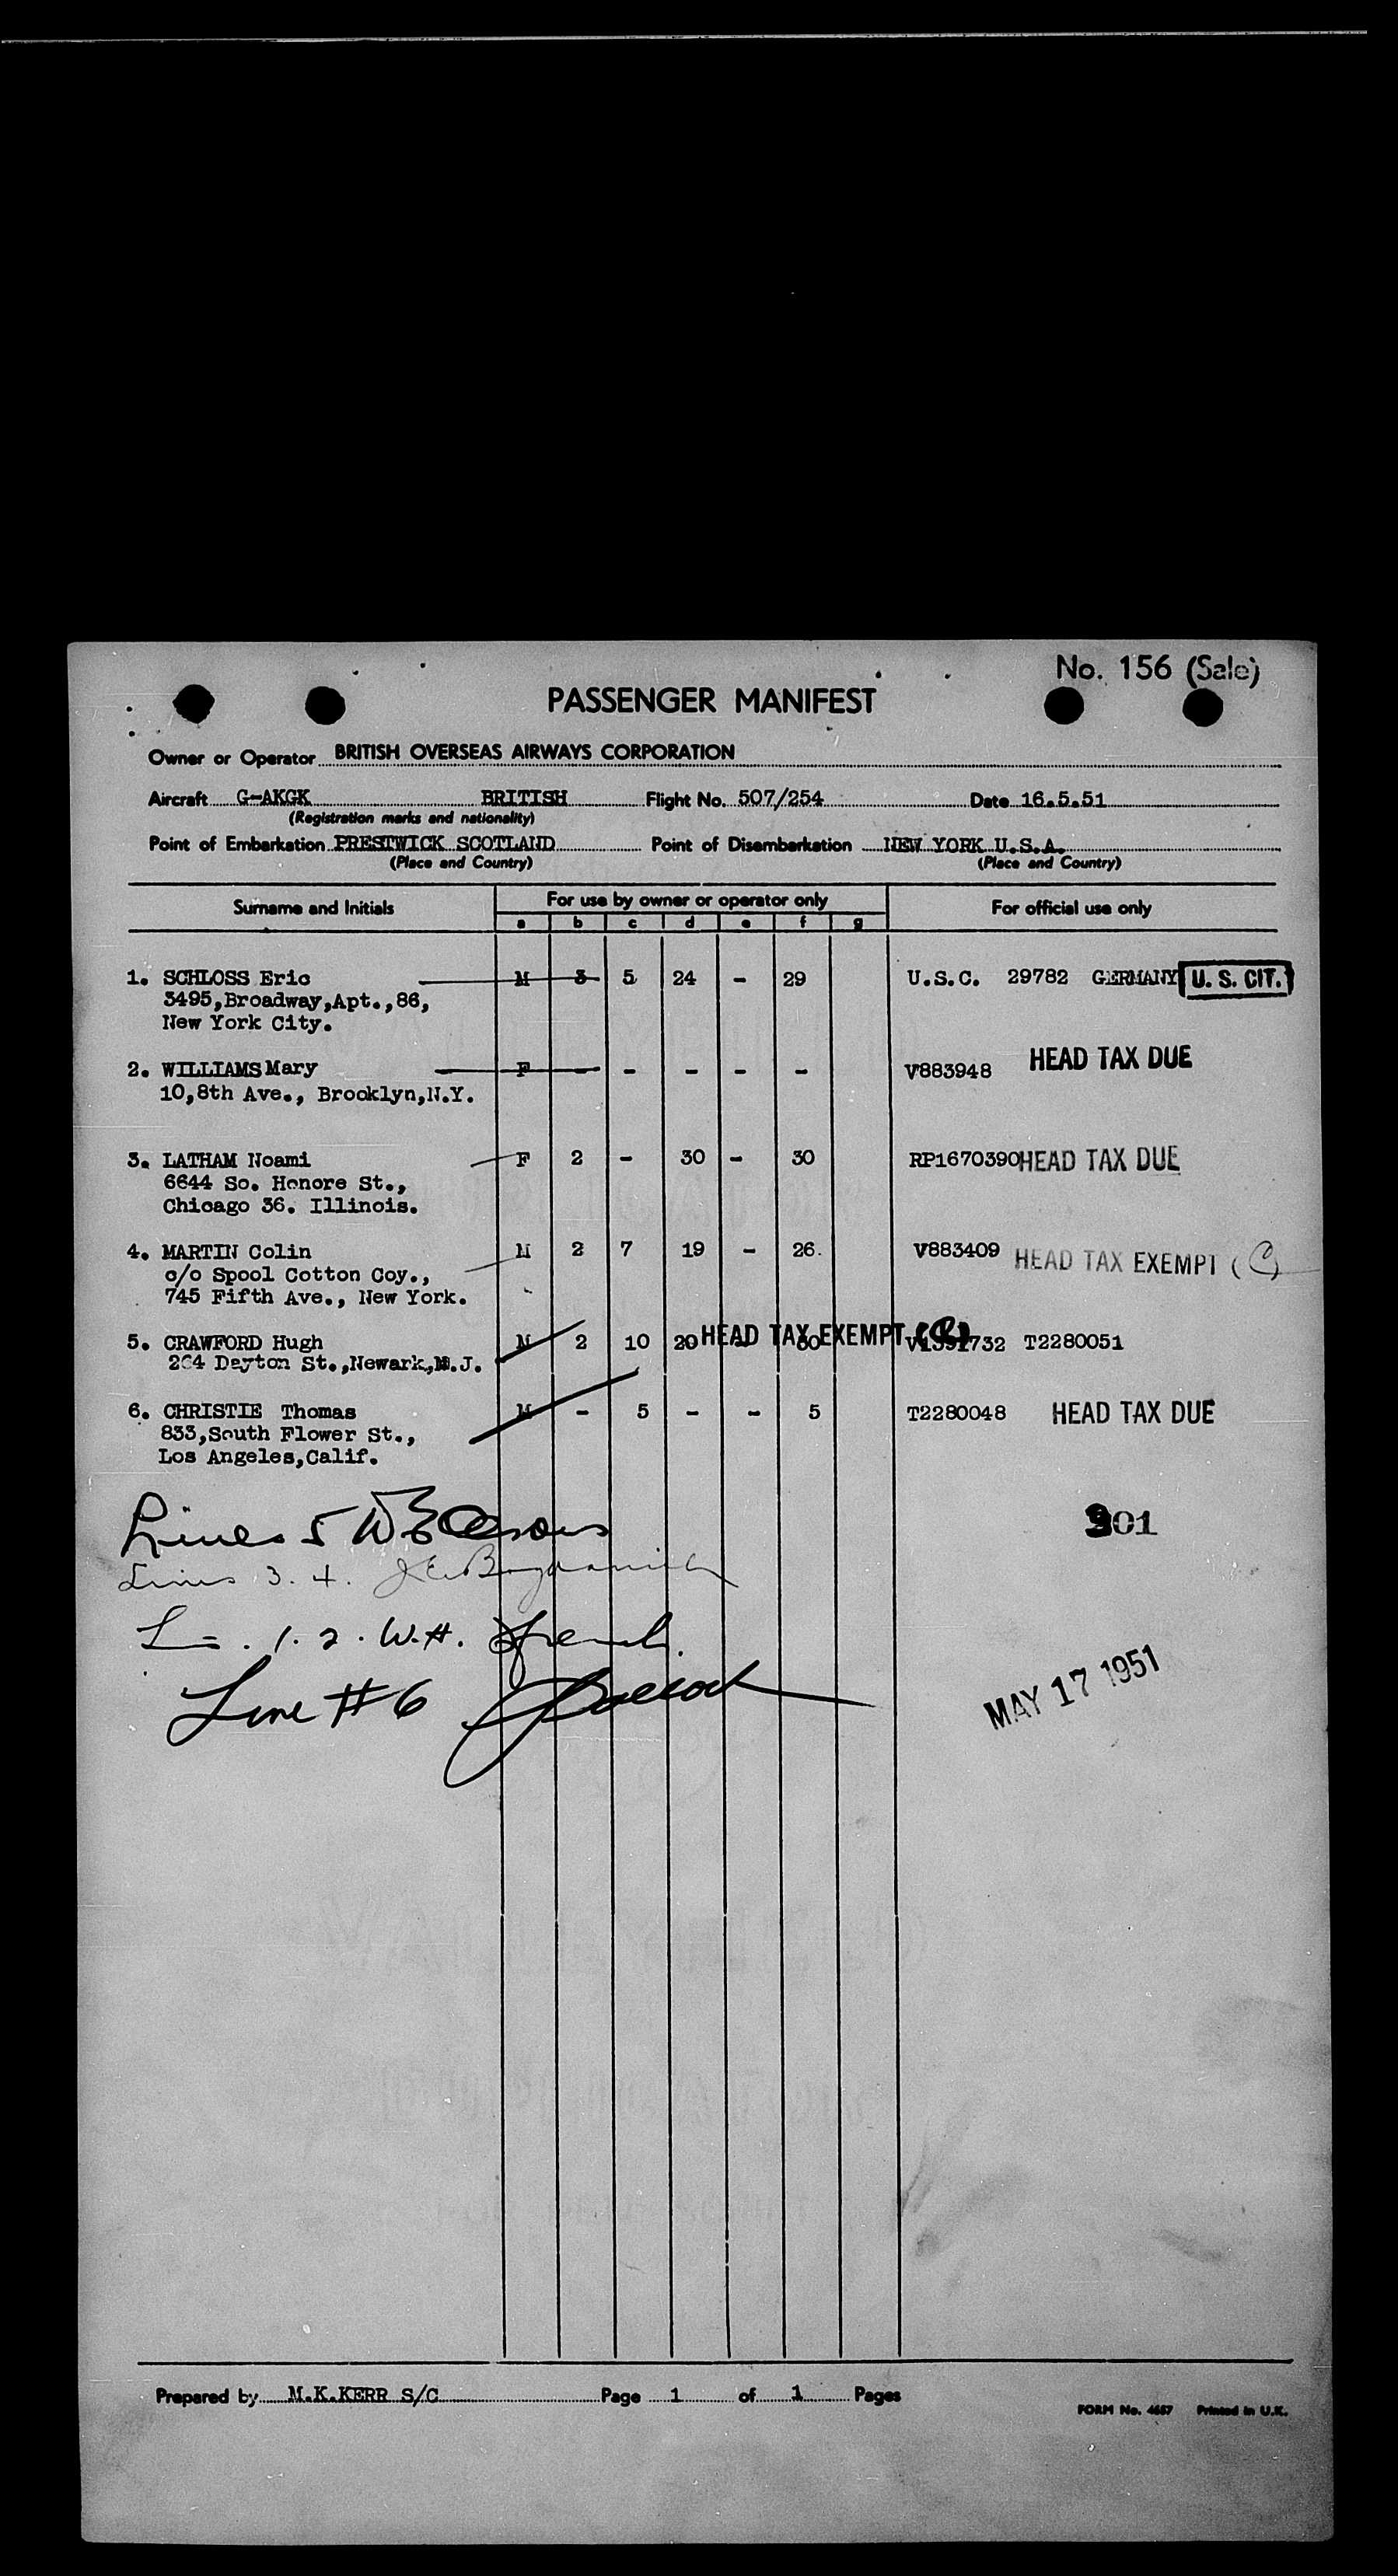 No. 156 (Sale)
PASSENGER MANIFEST
Owner or Operator BRITISH OVERSEAS AIRWAYS CORPORATION
Aircraft G-AKGK BRITISH Flight No. 507/254 Date 16.5.51
(Registration marks and nationality)
Point of Embarkation PRESTWICK SCOTLAND Point of Disembarkation NEW YORK U.S.A.
(Place and Country) (Place and Country)
Surname and Initials For use by owner or operator only For official use only
a b c d e f g
1. SCHLOSS Eric M 3 5 24 - 29 U.S.C. 29782 GERMANY U. S. CIT.
3495,Broadway,Apt.,86,
New York City.
2. WILLIAMS Mary F - - - - - V883948 HEAD TAX DUE
10,8th Ave., Brooklyn,N.Y.
3. LATHAM Noami F 2 - 30 - 30 RP1670390 HEAD TAX DUE
6644 So. Honore St.,
Chicago 36. Illinois.
4. MARTIN Colin M 2 7 19 - 26. V883409 HEAD TAX EXEMPT (C)
c/o Spool Cotton Coy.,
745 Fifth Ave., New York.
5. CRAWFORD Hugh M 2 10 20 - 30 HEAD TAX EXEMPT T2280051
264 Dayton St.,Newark,N.J.
6. CHRISTIE Thomas M - 5 - - 5 T2280048 HEAD TAX DUE
833,South Flower St.,
Los Angeles,Calif.
Lines 5
01
Lines 3. 4.
1. 2. W.H. French.
Line #6
MAY 17 1951
Prepared by M.K.KERR S/C Page 1 of 1 Pages
FORM No. 4657 Printed in U.K.